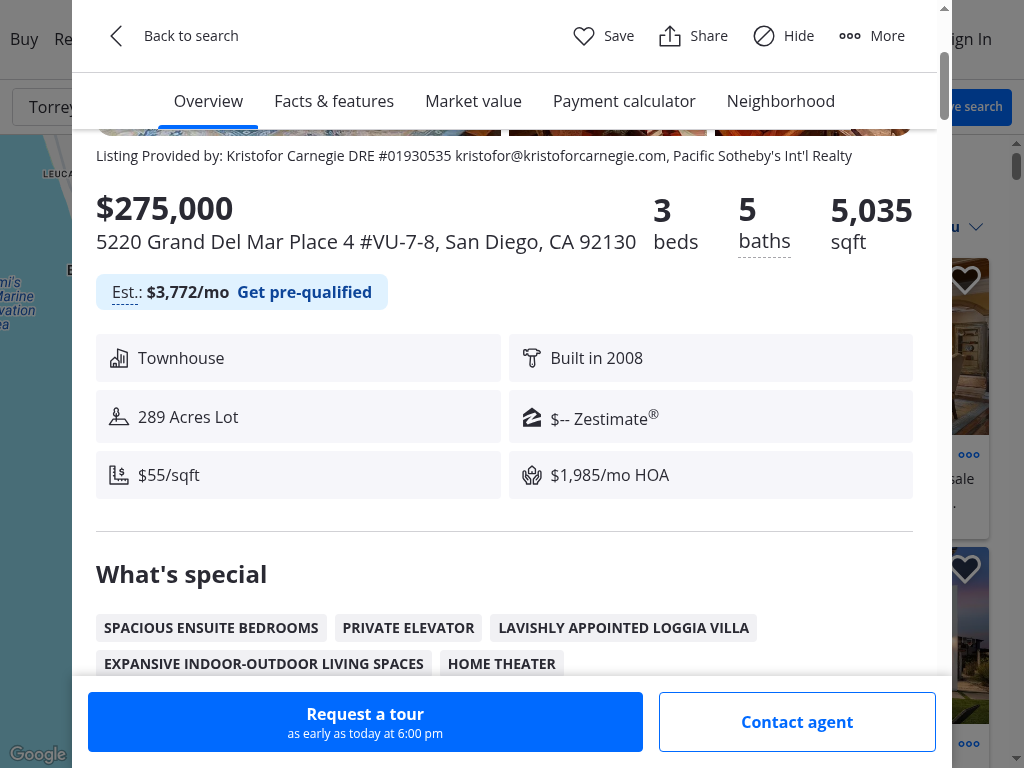 Back to search
Save
Share
Hide
More
Buy
Re
ign In
Overview
Facts & features
Market value
Payment calculator
Neighborhood
Torrey
ve search
Listing Provided by: Kristofor Carnegie DRE #01930535 kristofor@kristoforcarnegie.com, Pacific Sotheby's Int'l Realty
LEUCA
$275,000
5220 Grand Del Mar Place 4 #VU-7-8, San Diego, CA 92130
3
beds
5
baths
5,035
sqft
u
E
mi's
Marine
vation
ea
Est.: $3,772/mo Get pre-qualified
Townhouse
Built in 2008
289 Acres Lot
$-- Zestimate®
$55/sqft
$1,985/mo HOA
sale
.
What's special
SPACIOUS ENSUITE BEDROOMS
PRIVATE ELEVATOR
LAVISHLY APPOINTED LOGGIA VILLA
EXPANSIVE INDOOR-OUTDOOR LIVING SPACES
HOME THEATER
Request a tour
as early as today at 6:00 pm
Contact agent
Google